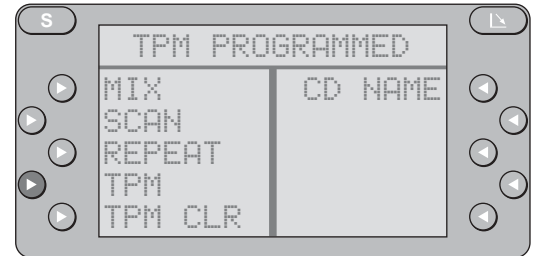 S
TPM PROGRAMMED
MIX
CD NAME
SCAN
REPEAT
TPM
TPM CLR